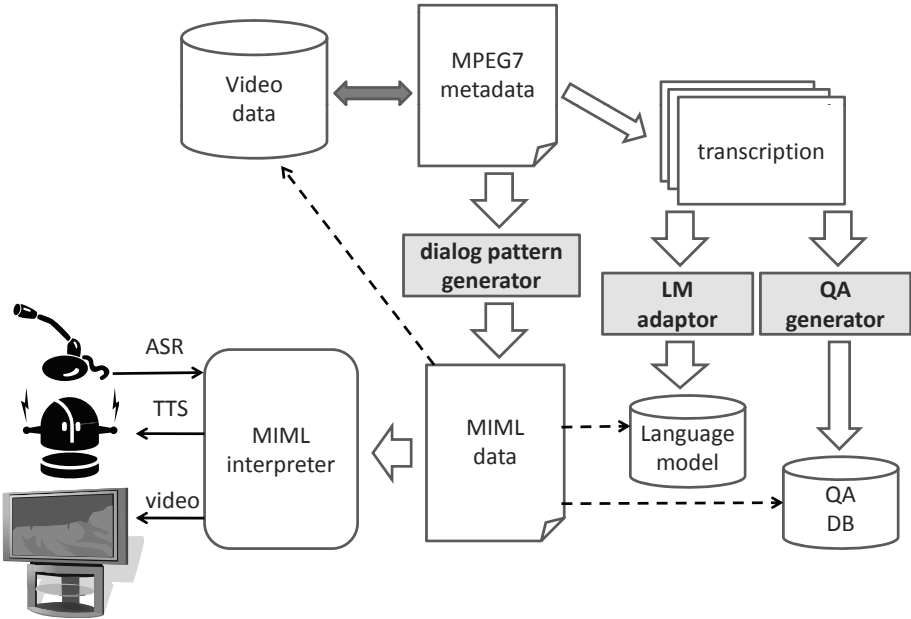 Video
data
MPEG7
metadata
transcription
dialog pattern
generator
LM
adaptor
QA
generator
ASR
TTS
video
MIML
interpreter
MIML
data
Language
model
QA
DB